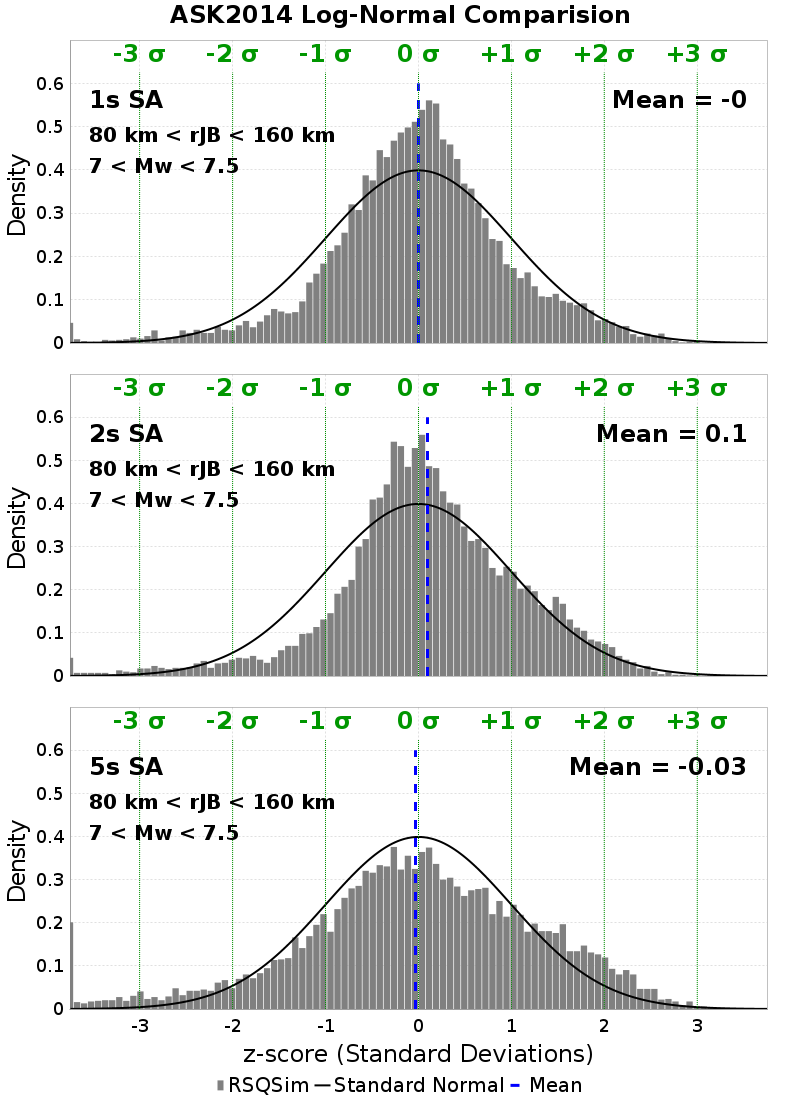 ASK2014 Log-Normal Comparision
-3 σ -2 σ -1 σ 0 σ +1 σ +2 σ +3 σ
1s SA
Mean = -0
80 km < rJB < 160 km
7 < Mw < 7.5
Density
0.6
0.5
0.4
0.3
0.2
0.1
0
-3 σ -2 σ -1 σ 0 σ +1 σ +2 σ +3 σ
2s SA
Mean = 0.1
80 km < rJB < 160 km
7 < Mw < 7.5
Density
0.6
0.5
0.4
0.3
0.2
0.1
0
-3 σ -2 σ -1 σ 0 σ +1 σ +2 σ +3 σ
5s SA
Mean = -0.03
80 km < rJB < 160 km
7 < Mw < 7.5
Density
0.6
0.5
0.4
0.3
0.2
0.1
0
-3 -2 -1 0 1 2 3
z-score (Standard Deviations)
RSQSim Standard Normal Mean